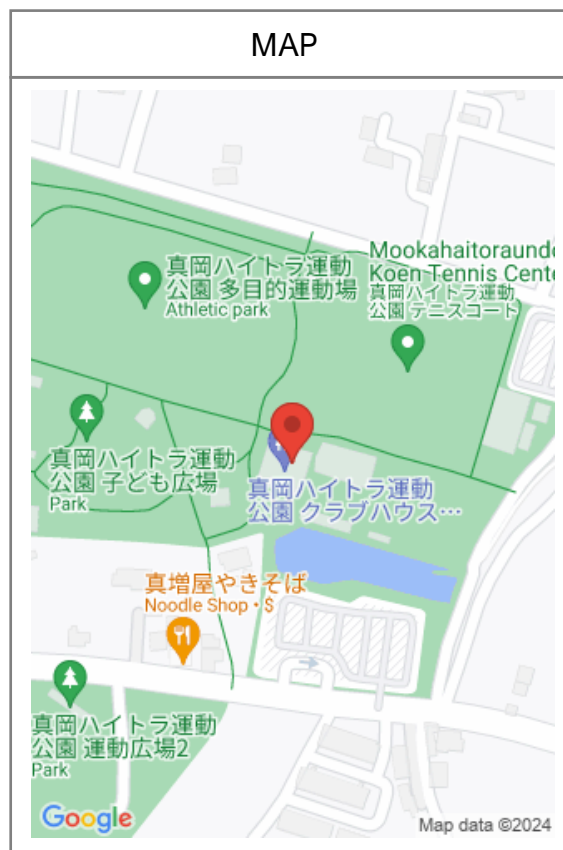 MAP
真岡ハイトラ運動
公園 多目的運動場
Athletic park
Mookahaitoraundo
Koen Tennis Cente
真岡ハイトラ運動
公園 テニスコート
真岡ハイトラ運動
公園 子ども広場
Park
真岡ハイトラ運動
公園 クラブハウス…
真増屋やきそば
Noodle Shop・$
真岡ハイトラ運動
公園 運動広場2
Park
Google
Map data ©2024